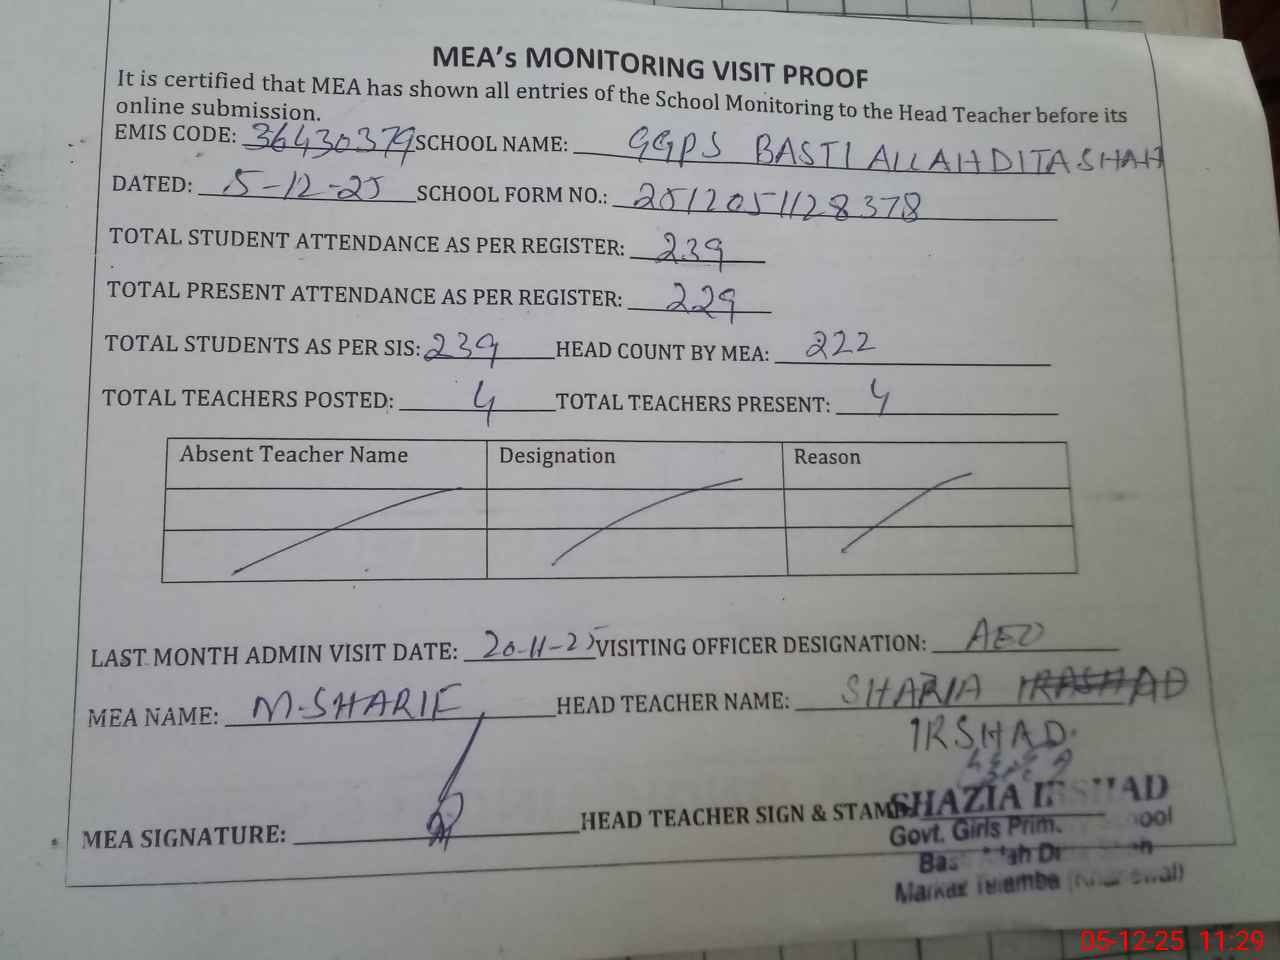 MEA's MONITORING VISIT PROOF
It is certified that MEA has shown all entries of the School Monitoring to the Head Teacher before its
online submission.
EMIS CODE: 36430379 SCHOOL NAME: GGPS BASTI ALLAH DITA SHAH
DATED: 5-12-25 SCHOOL FORM NO.: 2512051128378
TOTAL STUDENT ATTENDANCE AS PER REGISTER: 239
TOTAL PRESENT ATTENDANCE AS PER REGISTER: 229
TOTAL STUDENTS AS PER SIS: 239 HEAD COUNT BY MEA: 222
TOTAL TEACHERS POSTED: 4 TOTAL TEACHERS PRESENT: 4
Absent Teacher Name Designation Reason
LAST MONTH ADMIN VISIT DATE: 20-11-25 VISITING OFFICER DESIGNATION: AEO
MEA NAME: M.SHARIF HEAD TEACHER NAME: SHAZIA
IRSHAD.
MEA SIGNATURE: HEAD TEACHER SIGN & STAMP
SHAZIA IRSHAD
Govt. Girls Prim. School
Markaz (Khanewal)
05-12-25 11:29